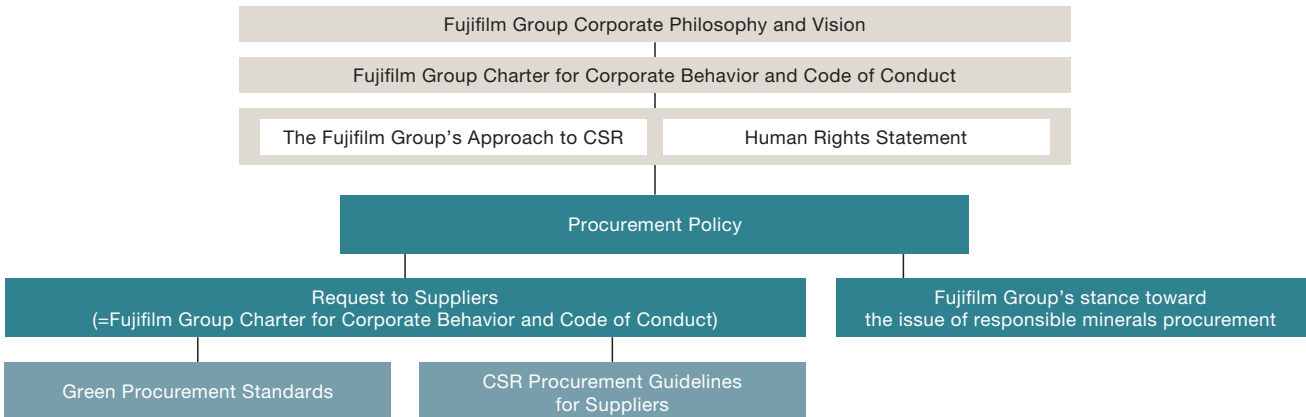 Fujifilm Group Corporate Philosophy and Vision
Fujifilm Group Charter for Corporate Behavior and Code of Conduct
The Fujifilm Group’s Approach to CSR
Human Rights Statement
Procurement Policy
Request to Suppliers
(=Fujifilm Group Charter for Corporate Behavior and Code of Conduct)
Fujifilm Group’s stance toward
the issue of responsible minerals procurement
Green Procurement Standards
CSR Procurement Guidelines
for Suppliers